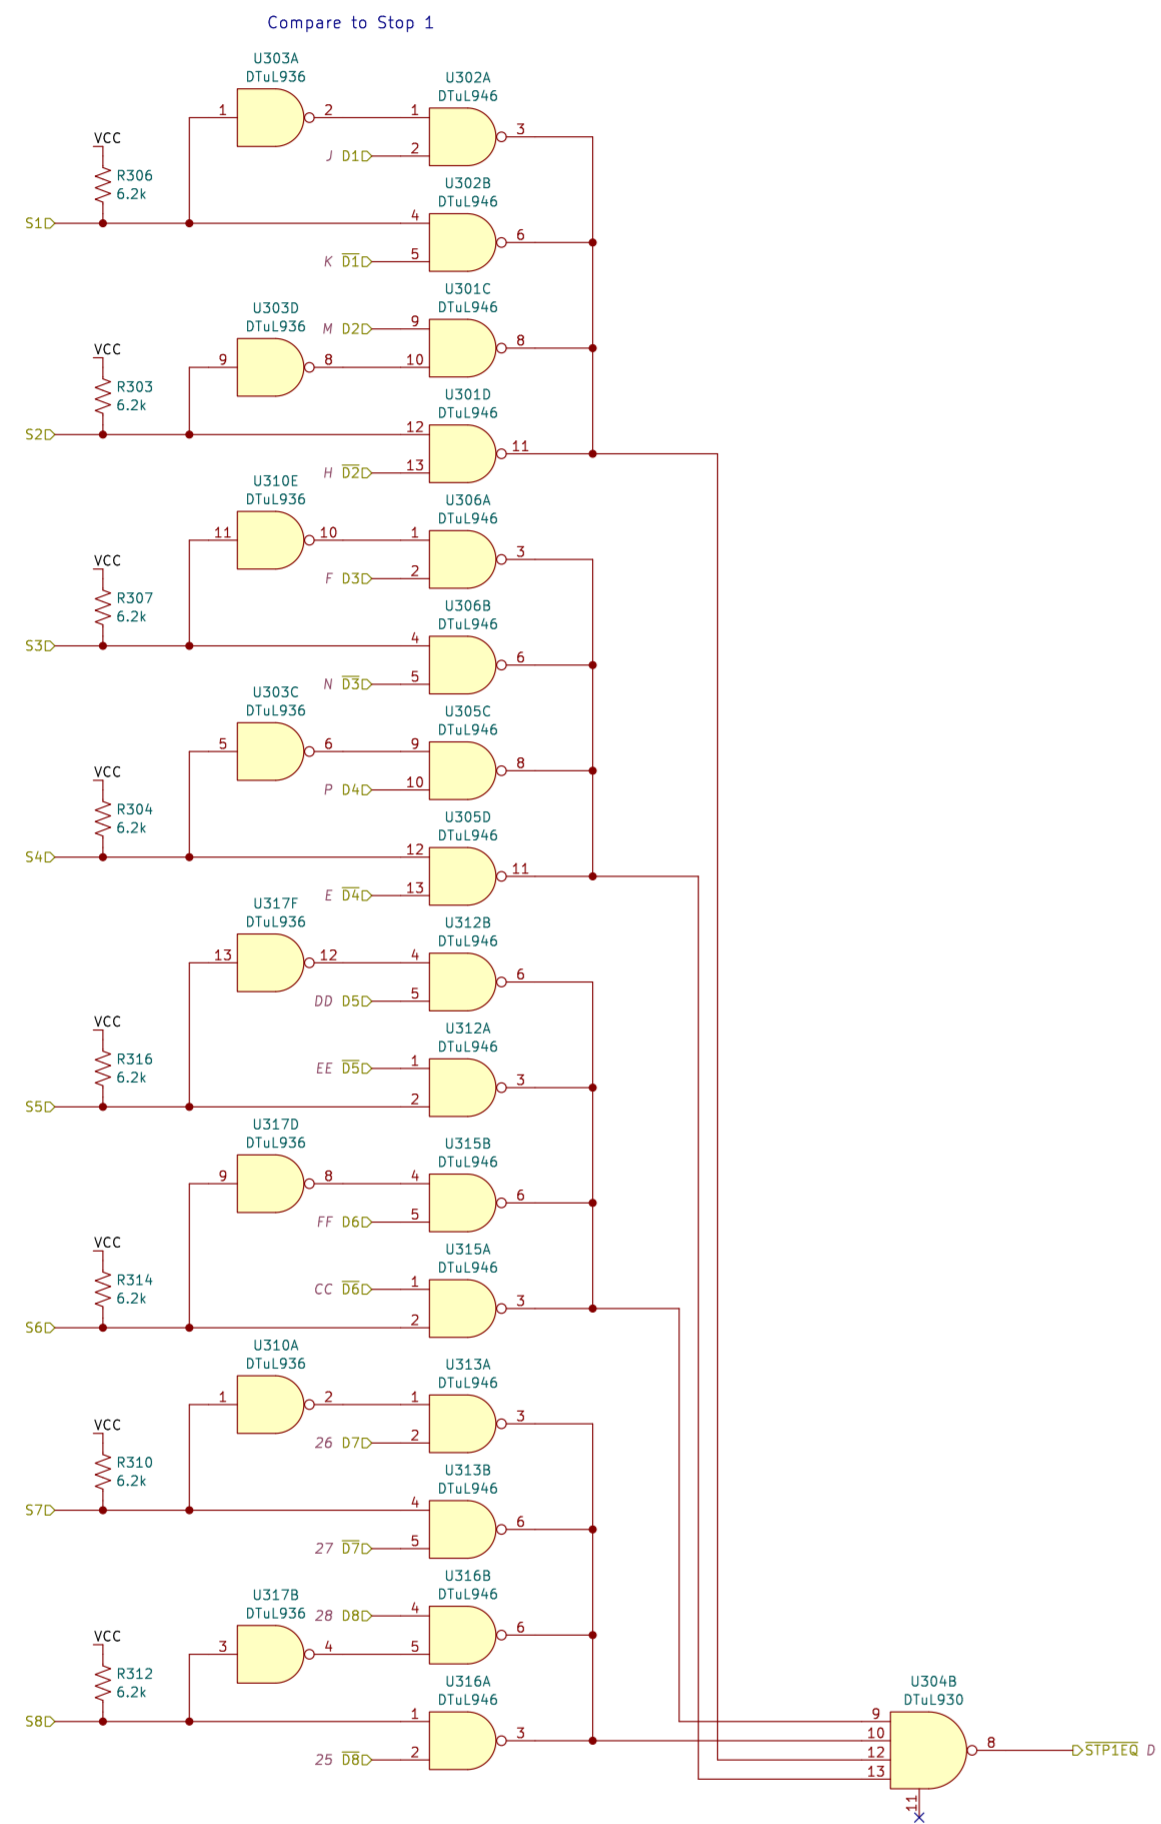 Compare to Stop 1
U303A
DTuL936
1
2
U302A
DTuL946
1
2
3
J D1
VCC
R306
6.2k
S1
U302B
DTuL946
4
5
6
K D1
U303D
DTuL936
9
8
U301C
DTuL946
9
10
8
M D2
VCC
R303
6.2k
S2
U301D
DTuL946
12
13
11
H D2
U310E
DTuL936
11
10
U306A
DTuL946
1
2
3
F D3
VCC
R307
6.2k
S3
U306B
DTuL946
4
5
6
N D3
U303C
DTuL936
5
6
U305C
DTuL946
9
10
8
P D4
VCC
R304
6.2k
S4
U305D
DTuL946
12
13
11
E D4
U317F
DTuL936
13
12
U312B
DTuL946
4
5
6
DD D5
VCC
R316
6.2k
S5
U312A
DTuL946
1
2
3
EE D5
U317D
DTuL936
9
8
U315B
DTuL946
4
5
6
FF D6
VCC
R314
6.2k
S6
U315A
DTuL946
1
2
3
CC D6
U310A
DTuL936
1
2
U313A
DTuL946
1
2
3
26 D7
VCC
R310
6.2k
S7
U313B
DTuL946
4
5
6
27 D7
U317B
DTuL936
3
4
U316B
DTuL946
4
5
6
28 D8
VCC
R312
6.2k
S8
U316A
DTuL946
1
2
3
25 D8
U304B
DTuL930
9
10
12
13
11
8
STP1EQ D